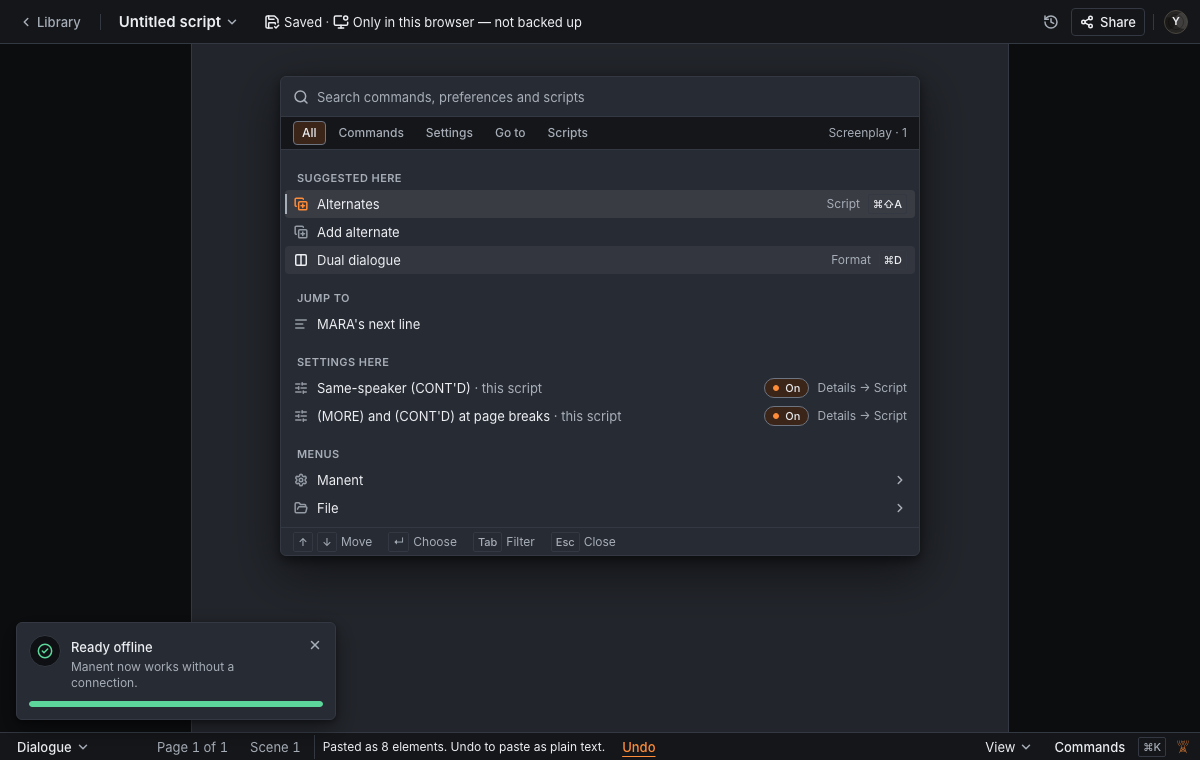 Library
Untitled script
Saved · Only in this browser — not backed up
Share
Y
Search commands, preferences and scripts
All
Commands
Settings
Go to
Scripts
Screenplay · 1
SUGGESTED HERE
Alternates
Script ⌘⇧A
Add alternate
Dual dialogue
Format ⌘D
JUMP TO
MARA's next line
SETTINGS HERE
Same-speaker (CONT'D) · this script
On
Details → Script
(MORE) and (CONT'D) at page breaks · this script
On
Details → Script
MENUS
Manent
File
↑ ↓ Move
↵ Choose
Tab Filter
Esc Close
Ready offline
Manent now works without a
connection.
Dialogue
Page 1 of 1
Scene 1
Pasted as 8 elements. Undo to paste as plain text.
Undo
View
Commands ⌘K